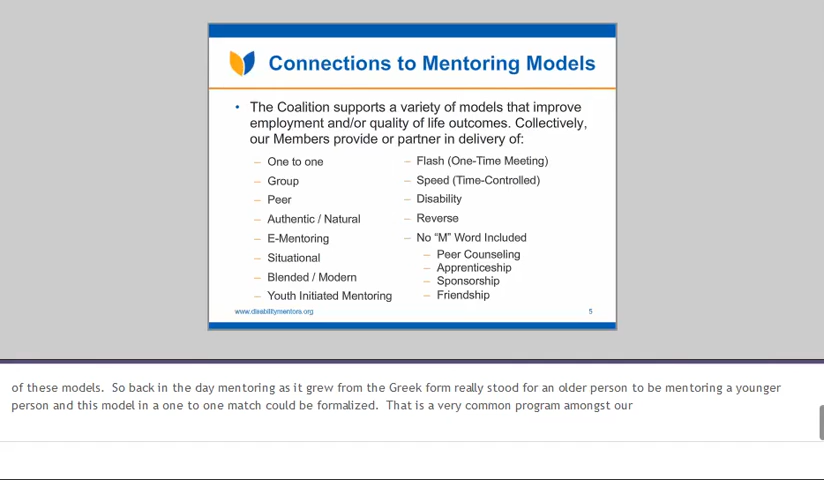 Connections to Mentoring Models
• The Coalition supports a variety of models that improve
employment and/or quality of life outcomes. Collectively,
our Members provide or partner in delivery of:
– One to one
– Group
– Peer
– Authentic / Natural
– E-Mentoring
– Situational
– Blended / Modern
– Youth Initiated Mentoring
– Flash (One-Time Meeting)
– Speed (Time-Controlled)
– Disability
– Reverse
– No “M” Word Included
– Peer Counseling
– Apprenticeship
– Sponsorship
– Friendship
www.disabilitymentors.org
5
of these models.  So back in the day mentoring as it grew from the Greek form really stood for an older person to be mentoring a younger
person and this model in a one to one match could be formalized.  That is a very common program amongst our